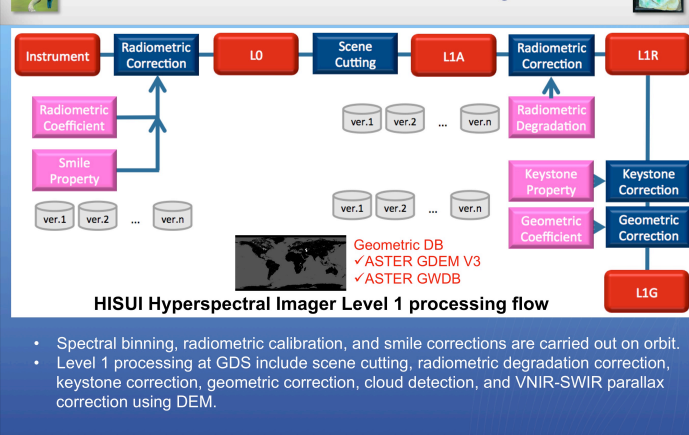 Instrument
Radiometric
Correction
L0
Scene
Cutting
L1A
Radiometric
Correction
L1R
Radiometric
Coefficient
ver.1 ver.2 ... ver.n
Radiometric
Degradation
Smile
Property
Keystone
Property
Keystone
Correction
ver.1 ver.2 ... ver.n
ver.1 ver.2 ... ver.n
Geometric
Coefficient
Geometric
Correction
Geometric DB
✓ASTER GDEM V3
✓ASTER GWDB
L1G
HISUI Hyperspectral Imager Level 1 processing flow
• Spectral binning, radiometric calibration, and smile corrections are carried out on orbit.
• Level 1 processing at GDS include scene cutting, radiometric degradation correction,
keystone correction, geometric correction, cloud detection, and VNIR-SWIR parallax
correction using DEM.